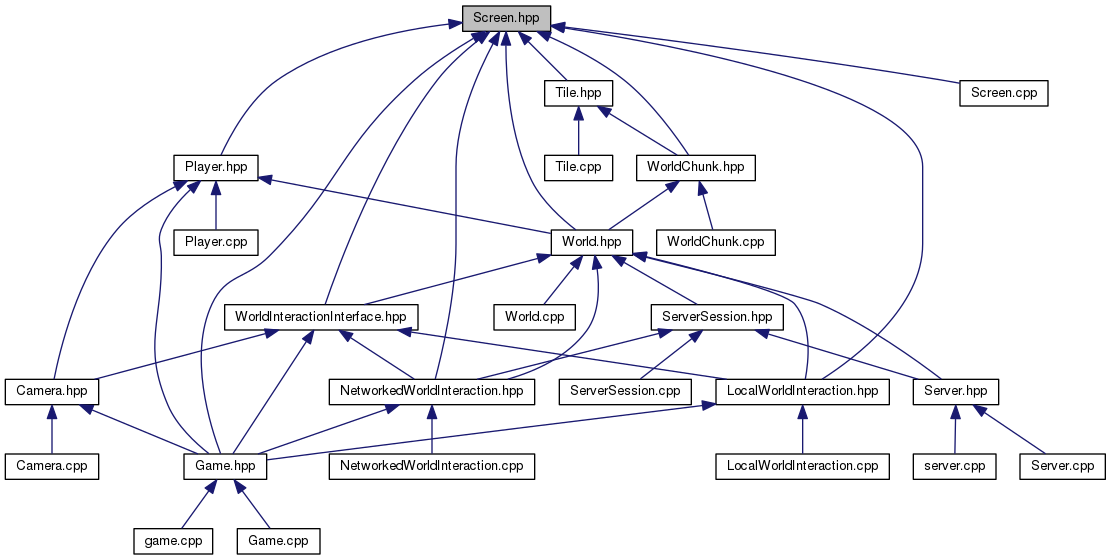 Screen.hpp
Tile.hpp
Screen.cpp
Player.hpp
Tile.cpp
WorldChunk.hpp
Player.cpp
World.hpp
WorldChunk.cpp
WorldInteractionInterface.hpp
World.cpp
ServerSession.hpp
Camera.hpp
NetworkedWorldInteraction.hpp
ServerSession.cpp
LocalWorldInteraction.hpp
Server.hpp
Camera.cpp
Game.hpp
NetworkedWorldInteraction.cpp
LocalWorldInteraction.cpp
server.cpp
Server.cpp
game.cpp
Game.cpp